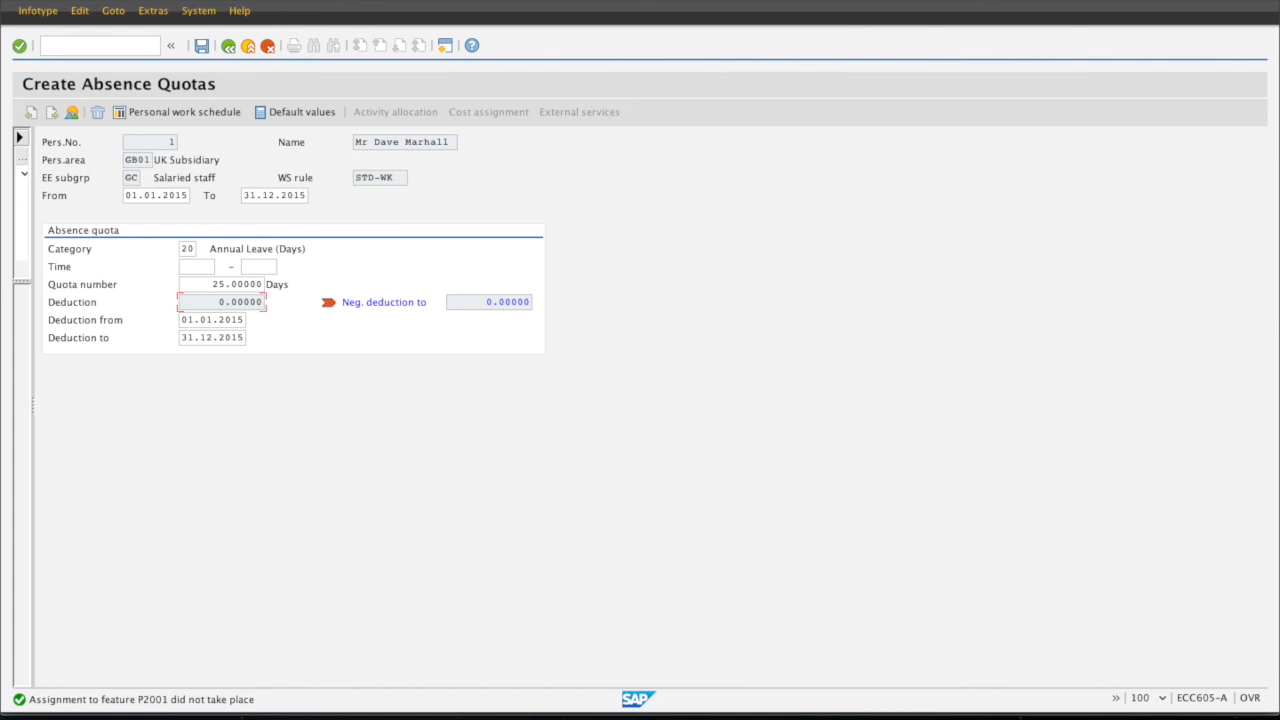 Infotype Edit Goto Extras System Help
Create Absence Quotas
Personal work schedule Default values Activity allocation Cost assignment External services
Pers.No. 1 Name Mr Dave Marhall
Pers.area GB01 UK Subsidiary
EE subgrp GC Salaried staff WS rule STD-WK
From 01.01.2015 To 31.12.2015
Absence quota
Category 20 Annual Leave (Days)
Time –
Quota number 25.00000 Days
Deduction 0.00000 Neg. deduction to 0.00000
Deduction from 01.01.2015
Deduction to 31.12.2015
Assignment to feature P2001 did not take place SAP 100 ECC605-A OVR